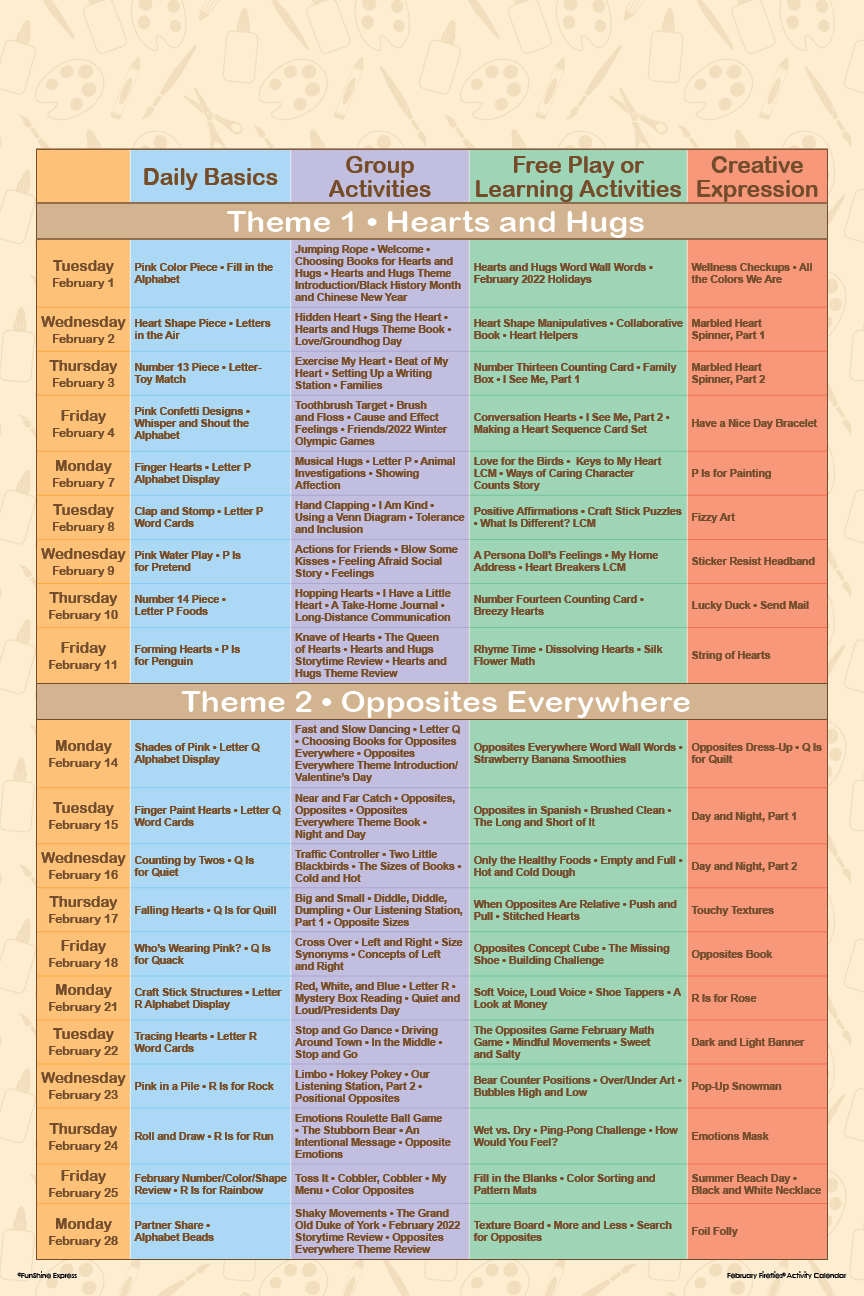 Daily Basics
Group
Activities
Free Play or
Learning Activities
Creative
Expression
Theme 1 • Hearts and Hugs
Tuesday
February 1
Pink Color Piece • Fill in the
Alphabet
Jumping Rope • Welcome •
Choosing Books for Hearts and
Hugs • Hearts and Hugs Theme
Introduction/Black History Month
and Chinese New Year
Hearts and Hugs Word Wall Words •
February 2022 Holidays
Wellness Checkups • All
the Colors We Are
Wednesday
February 2
Heart Shape Piece • Letters
in the Air
Hidden Heart • Sing the Heart •
Hearts and Hugs Theme Book •
Love/Groundhog Day
Heart Shape Manipulatives • Collaborative
Book • Heart Helpers
Marbled Heart
Spinner, Part 1
Thursday
February 3
Number 13 Piece • Letter-
Toy Match
Exercise My Heart • Beat of My
Heart • Setting Up a Writing
Station • Families
Number Thirteen Counting Card • Family
Box • I See Me, Part 1
Marbled Heart
Spinner, Part 2
Friday
February 4
Pink Confetti Designs •
Whisper and Shout the
Alphabet
Toothbrush Target • Brush
and Floss • Cause and Effect
Feelings • Friends/2022 Winter
Olympic Games
Conversation Hearts • I See Me, Part 2 •
Making a Heart Sequence Card Set
Have a Nice Day Bracelet
Monday
February 7
Finger Hearts • Letter P
Alphabet Display
Musical Hugs • Letter P • Animal
Investigations • Showing
Affection
Love for the Birds • Keys to My Heart
LCM • Ways of Caring Character
Counts Story
P Is for Painting
Tuesday
February 8
Clap and Stomp • Letter P
Word Cards
Hand Clapping • I Am Kind •
Using a Venn Diagram • Tolerance
and Inclusion
Positive Affirmations • Craft Stick Puzzles
• What Is Different? LCM
Fizzy Art
Wednesday
February 9
Pink Water Play • P Is
for Pretend
Actions for Friends • Blow Some
Kisses • Feeling Afraid Social
Story • Feelings
A Persona Doll's Feelings • My Home
Address • Heart Breakers LCM
Sticker Resist Headband
Thursday
February 10
Number 14 Piece •
Letter P Foods
Hopping Hearts • I Have a Little
Heart • A Take-Home Journal •
Long-Distance Communication
Number Fourteen Counting Card •
Breezy Hearts
Lucky Duck • Send Mail
Friday
February 11
Forming Hearts • P Is
for Penguin
Knave of Hearts • The Queen
of Hearts • Hearts and Hugs
Storytime Review • Hearts and
Hugs Theme Review
Rhyme Time • Dissolving Hearts • Silk
Flower Math
String of Hearts
Theme 2 • Opposites Everywhere
Monday
February 14
Shades of Pink • Letter Q
Alphabet Display
Fast and Slow Dancing • Letter Q
• Choosing Books for Opposites
Everywhere • Opposites
Everywhere Theme Introduction/
Valentine's Day
Opposites Everywhere Word Wall Words •
Strawberry Banana Smoothies
Opposites Dress-Up • Q Is
for Quilt
Tuesday
February 15
Finger Paint Hearts • Letter Q
Word Cards
Near and Far Catch • Opposites,
Opposites • Opposites
Everywhere Theme Book •
Night and Day
Opposites in Spanish • Brushed Clean •
The Long and Short of It
Day and Night, Part 1
Wednesday
February 16
Counting by Twos • Q Is
for Quiet
Traffic Controller • Two Little
Blackbirds • The Sizes of Books •
Cold and Hot
Only the Healthy Foods • Empty and Full •
Hot and Cold Dough
Day and Night, Part 2
Thursday
February 17
Falling Hearts • Q Is for Quill
Big and Small • Diddle, Diddle,
Dumpling • Our Listening Station,
Part 1 • Opposite Sizes
When Opposites Are Relative • Push and
Pull • Stitched Hearts
Touchy Textures
Friday
February 18
Who's Wearing Pink? • Q Is
for Quack
Cross Over • Left and Right • Size
Synonyms • Concepts of Left
and Right
Opposites Concept Cube • The Missing
Shoe • Building Challenge
Opposites Book
Monday
February 21
Craft Stick Structures • Letter
R Alphabet Display
Red, White, and Blue • Letter R •
Mystery Box Reading • Quiet and
Loud/Presidents Day
Soft Voice, Loud Voice • Shoe Tappers • A
Look at Money
R Is for Rose
Tuesday
February 22
Tracing Hearts • Letter R
Word Cards
Stop and Go Dance • Driving
Around Town • In the Middle •
Stop and Go
The Opposites Game February Math
Game • Mindful Movements • Sweet
and Salty
Dark and Light Banner
Wednesday
February 23
Pink in a Pile • R Is for Rock
Limbo • Hokey Pokey • Our
Listening Station, Part 2 •
Positional Opposites
Bear Counter Positions • Over/Under Art •
Bubbles High and Low
Pop-Up Snowman
Thursday
February 24
Roll and Draw • R Is for Run
Emotions Roulette Ball Game
• The Stubborn Bear • An
Intentional Message • Opposite
Emotions
Wet vs. Dry • Ping-Pong Challenge • How
Would You Feel?
Emotions Mask
Friday
February 25
February Number/Color/Shape
Review • R Is for Rainbow
Toss It • Cobbler, Cobbler • My
Menu • Color Opposites
Fill in the Blanks • Color Sorting and
Pattern Mats
Summer Beach Day •
Black and White Necklace
Monday
February 28
Partner Share •
Alphabet Beads
Shaky Movements • The Grand
Old Duke of York • February 2022
Storytime Review • Opposites
Everywhere Theme Review
Texture Board • More and Less • Search
for Opposites
Foil Folly
©FunShine Express
February Fireflies® Activity Calendar